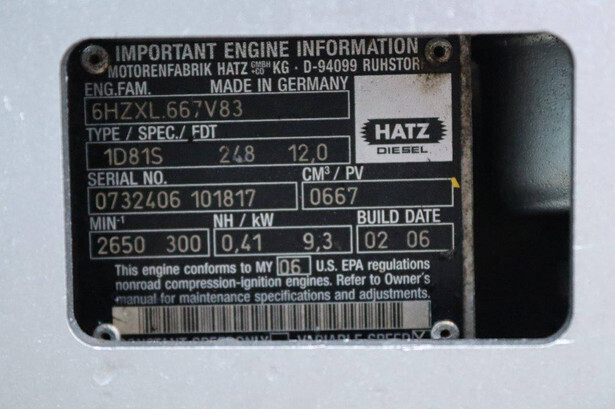 IMPORTANT ENGINE INFORMATION
MOTORENFABRIK HATZ GMBH +CO KG · D-94099 RUHSTOR
ENG.FAM. MADE IN GERMANY
6HZXL.667V83
TYPE / SPEC./ FDT
1D81S 248 12,0
HATZ
DIESEL
SERIAL NO. CM³ / PV
0732406 101817 0667
MIN⁻¹ NH / kW BUILD DATE
2650 300 0,41 9,3 02 06
This engine conforms to MY 06 U.S. EPA regulations
nonroad compression-ignition engines. Refer to Owner's
manual for maintenance specifications and adjustments.
VARIABLE SPEED